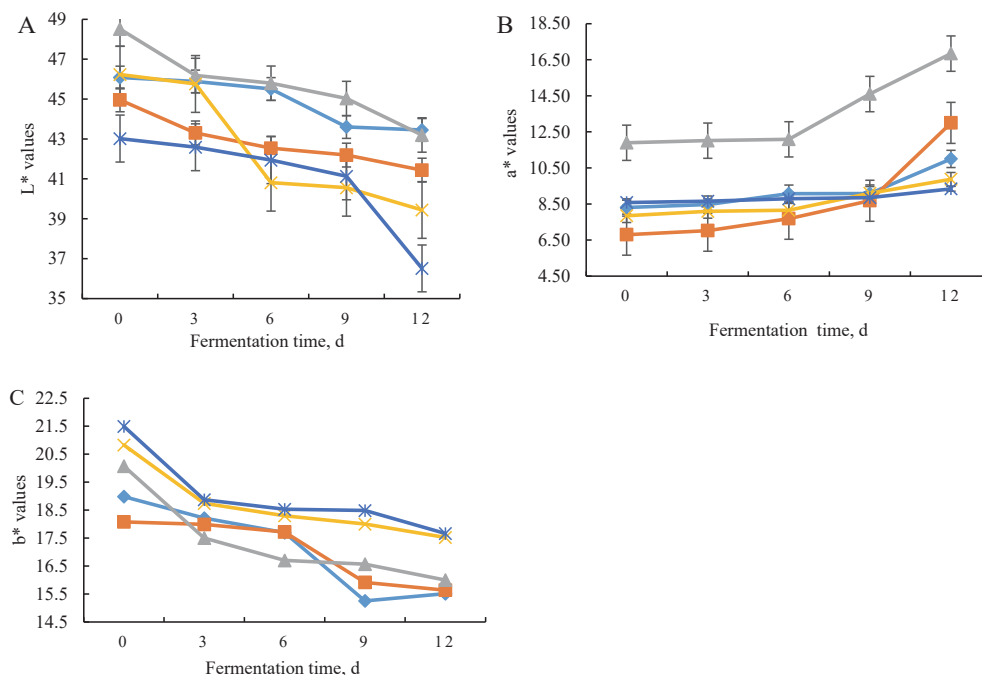 A
49
47
45
43
41
39
37
35
L* values
0 3 6 9 12
Fermentation time, d
B
18.50
16.50
14.50
12.50
10.50
8.50
6.50
4.50
a* values
0 3 6 9 12
Fermentation time, d
C
22.5
21.5
20.5
19.5
18.5
17.5
16.5
15.5
14.5
b* values
0 3 6 9 12
Fermentation time, d